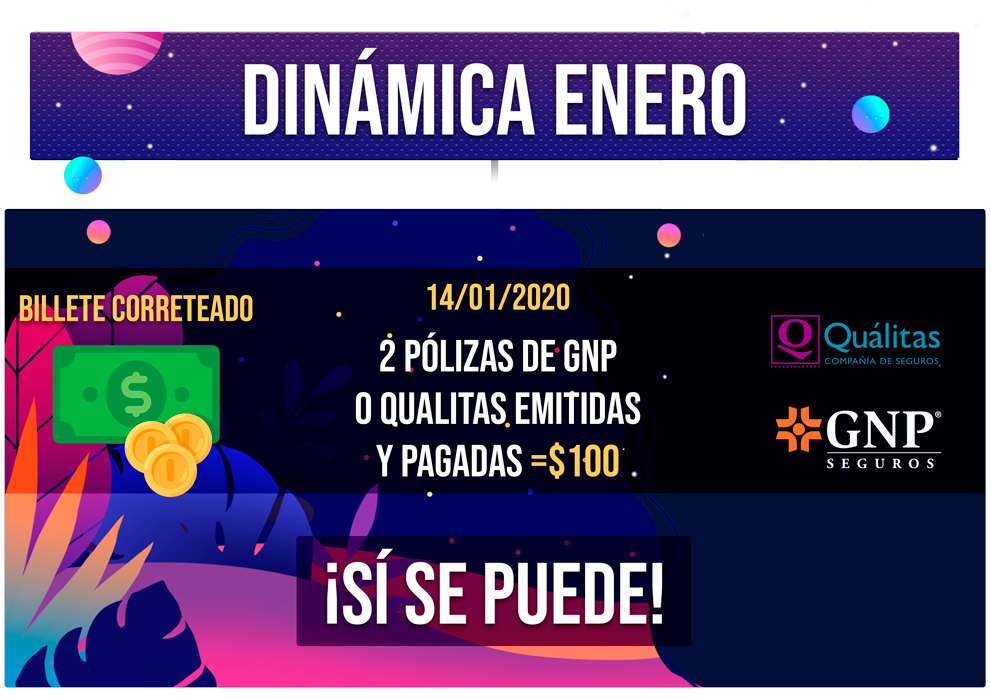 DINÁMICA ENERO
BILLETE CORRETEADO
$
14/01/2020
2 PÓLIZAS DE GNP
O QUALITAS EMITIDAS
Y PAGADAS =$100
Q Quálitas
COMPAÑÍA DE SEGUROS
GNP®
SEGUROS
¡SÍ SE PUEDE!